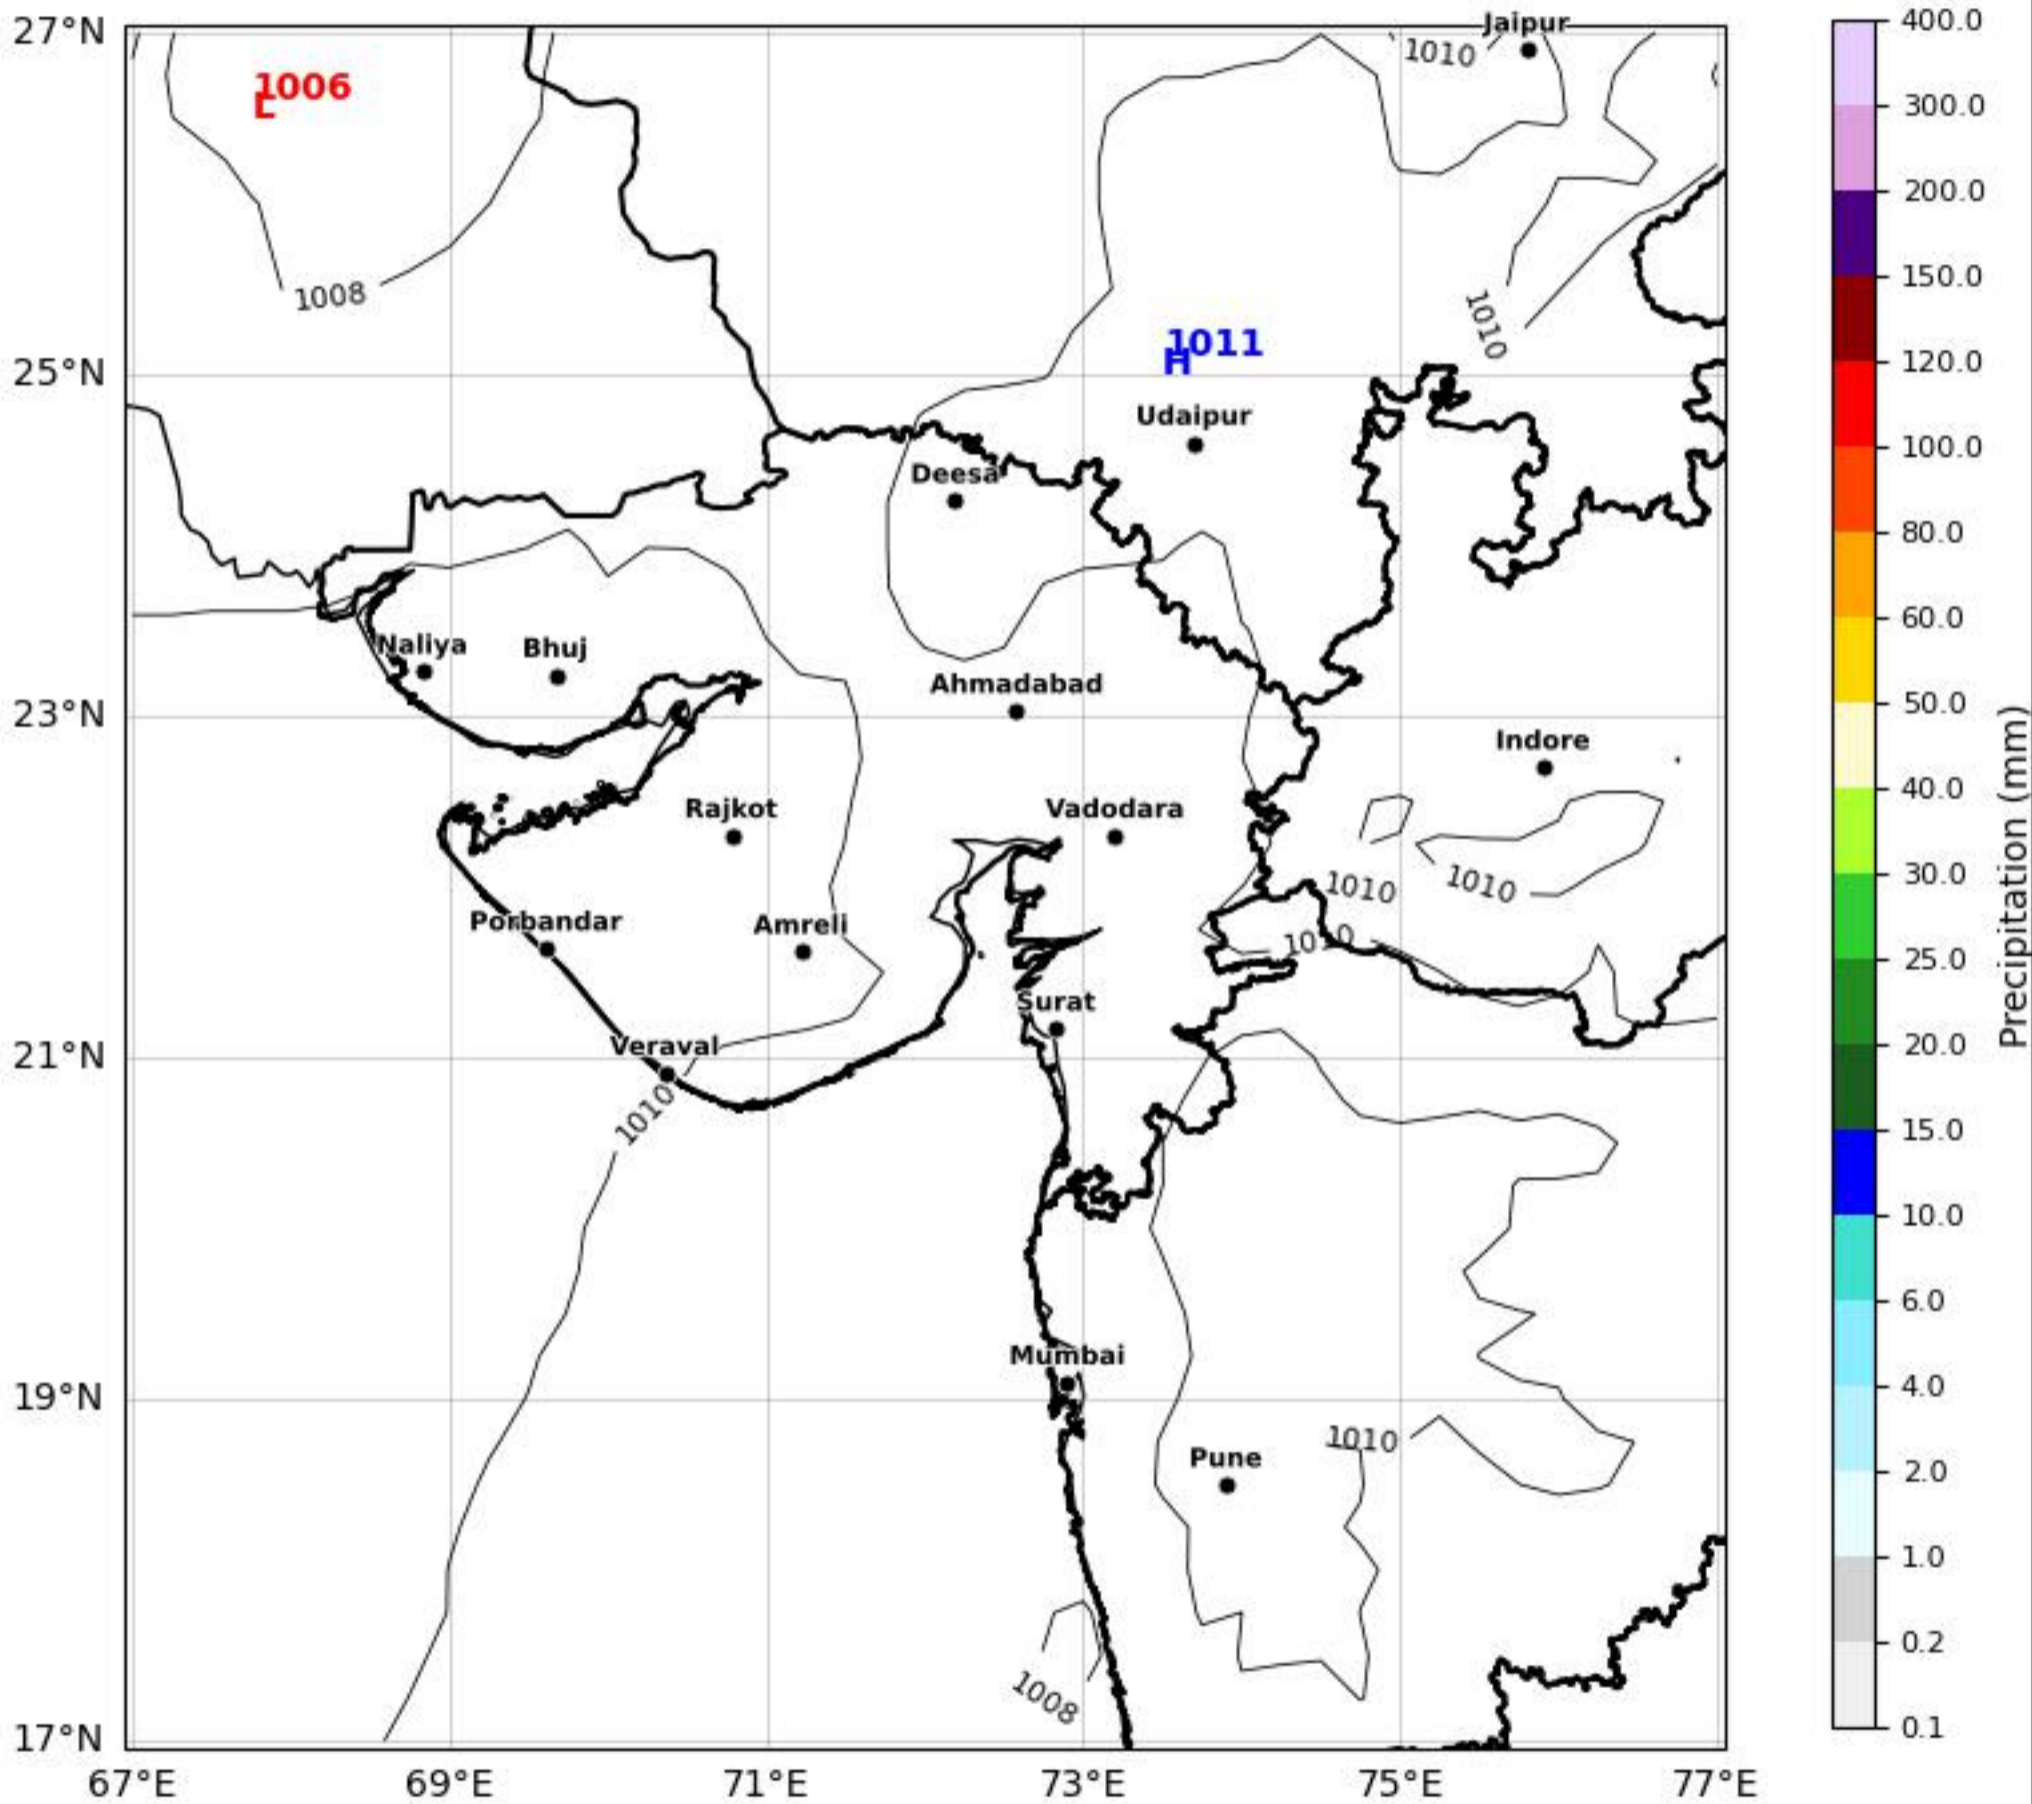 27°N
25°N
23°N
21°N
19°N
17°N
67°E
69°E
71°E
73°E
75°E
77°E
Jaipur
1010
1006
L
1008
1010
1011
H
Udaipur
Deesa
Naliya
Bhuj
Ahmadabad
Indore
Rajkot
Vadodara
1010
1010
Porbandar
Amreli
1010
Surat
Veraval
1010
Mumbai
1010
Pune
1008
400.0
300.0
200.0
150.0
120.0
100.0
80.0
60.0
50.0
40.0
30.0
25.0
20.0
15.0
10.0
6.0
4.0
2.0
1.0
0.2
0.1
Precipitation (mm)